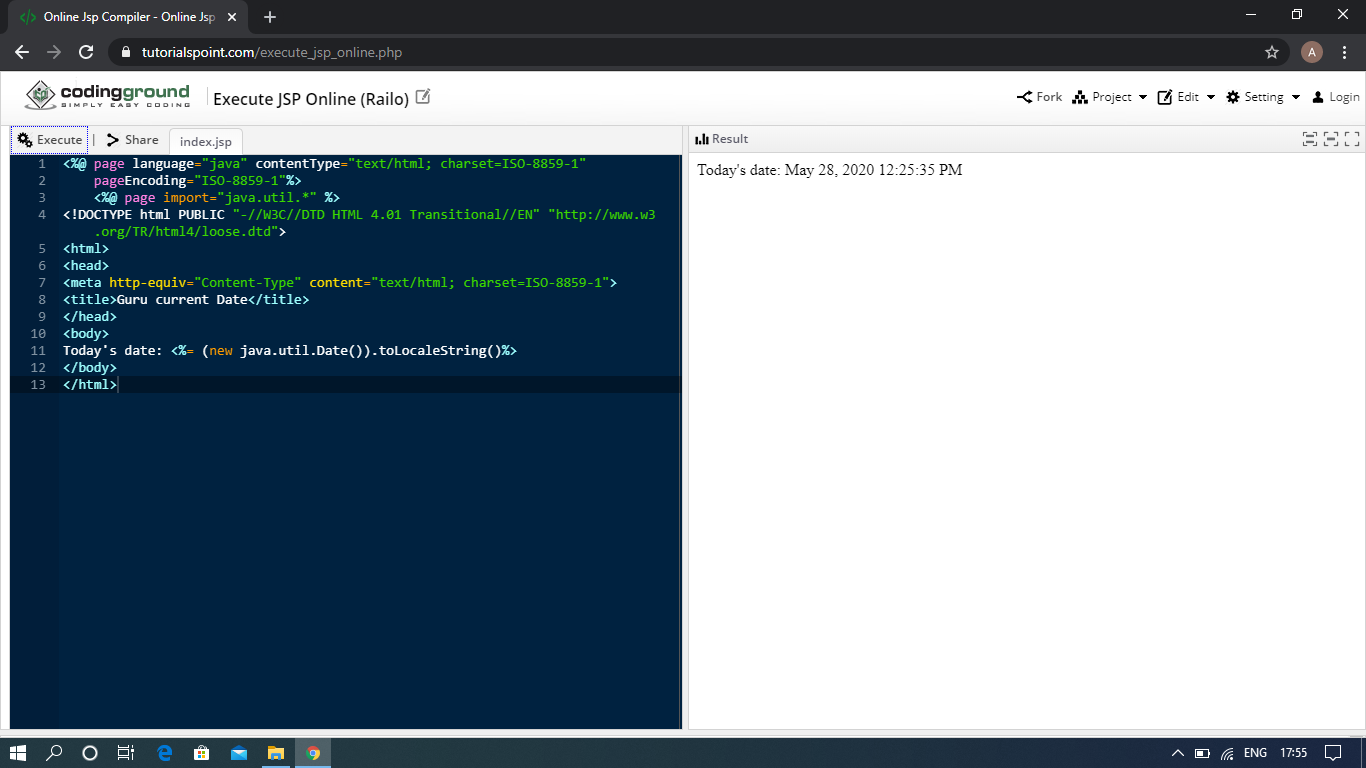 Online Jsp Compiler - Online Jsp
tutorialspoint.com/execute_jsp_online.php
A
codingground
SIMPLY EASY CODING
Execute JSP Online (Railo)
Fork Project Edit Setting Login
Execute | Share index.jsp
1 <%@ page language="java" contentType="text/html; charset=ISO-8859-1"
2 pageEncoding="ISO-8859-1"%>
3 <%@ page import="java.util.*" %>
4 <!DOCTYPE html PUBLIC "-//W3C//DTD HTML 4.01 Transitional//EN" "http://www.w3
.org/TR/html4/loose.dtd">
5 <html>
6 <head>
7 <meta http-equiv="Content-Type" content="text/html; charset=ISO-8859-1">
8 <title>Guru current Date</title>
9 </head>
10 <body>
11 Today's date: <%= (new java.util.Date()).toLocaleString()%>
12 </body>
13 </html>
Result
Today's date: May 28, 2020 12:25:35 PM
ENG 17:55